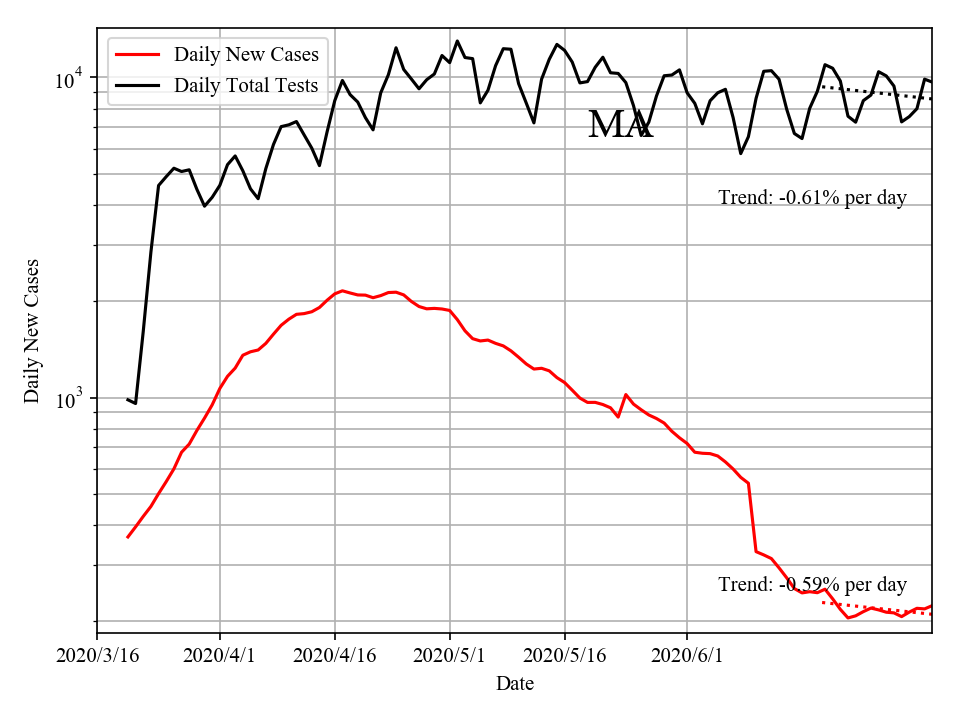 Daily New Cases
Daily Total Tests
MA
Trend: -0.61% per day
Trend: -0.59% per day
Daily New Cases
10^4
10^3
2020/3/16 2020/4/1 2020/4/16 2020/5/1 2020/5/16 2020/6/1
Date